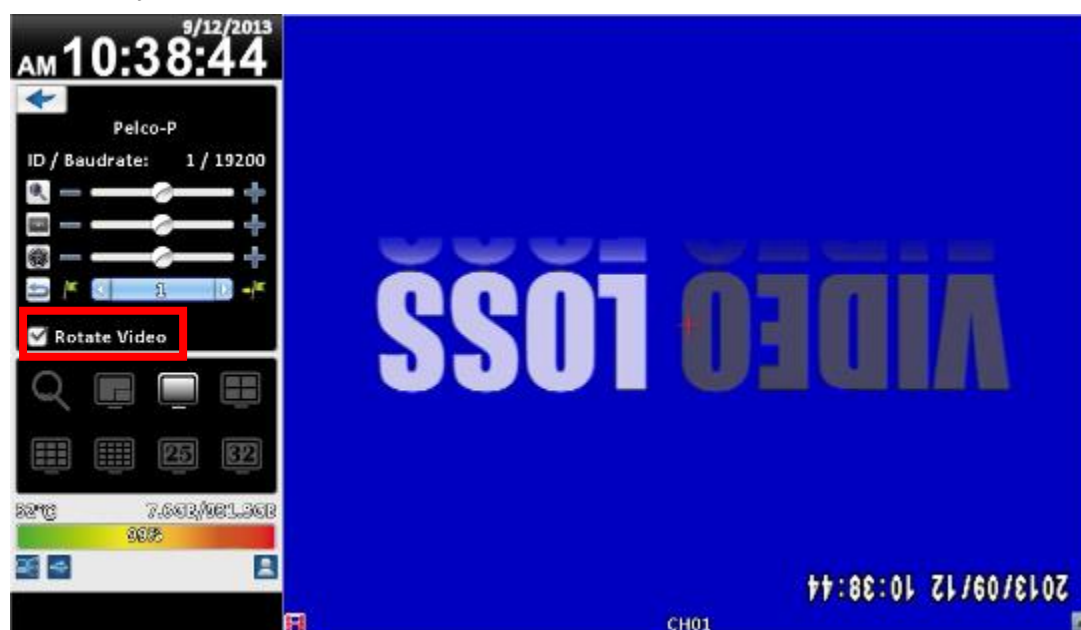 9/12/2013
AM 10:38:44
Pelco-P
ID / Baudrate: 1 / 19200
1
Rotate Video
25 32
99%
VIDEO LOSS
2013/09/12 10:38:44
CH01